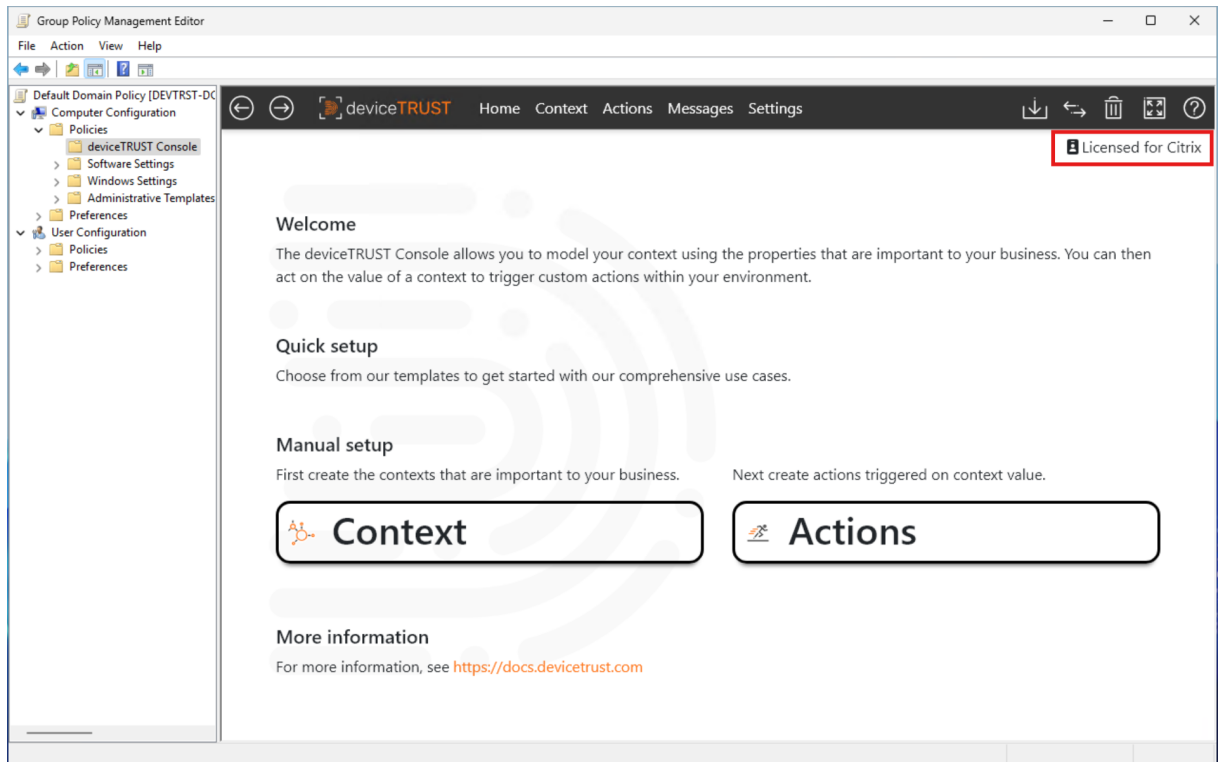 Group Policy Management Editor
File Action View Help
Default Domain Policy [DEVTRST-DC
Computer Configuration
Policies
deviceTRUST Console
Software Settings
Windows Settings
Administrative Templates
Preferences
User Configuration
Policies
Preferences
deviceTRUST Home Context Actions Messages Settings
Licensed for Citrix
Welcome
The deviceTRUST Console allows you to model your context using the properties that are important to your business. You can then
act on the value of a context to trigger custom actions within your environment.
Quick setup
Choose from our templates to get started with our comprehensive use cases.
Manual setup
First create the contexts that are important to your business.
Next create actions triggered on context value.
Context
Actions
More information
For more information, see https://docs.devicetrust.com